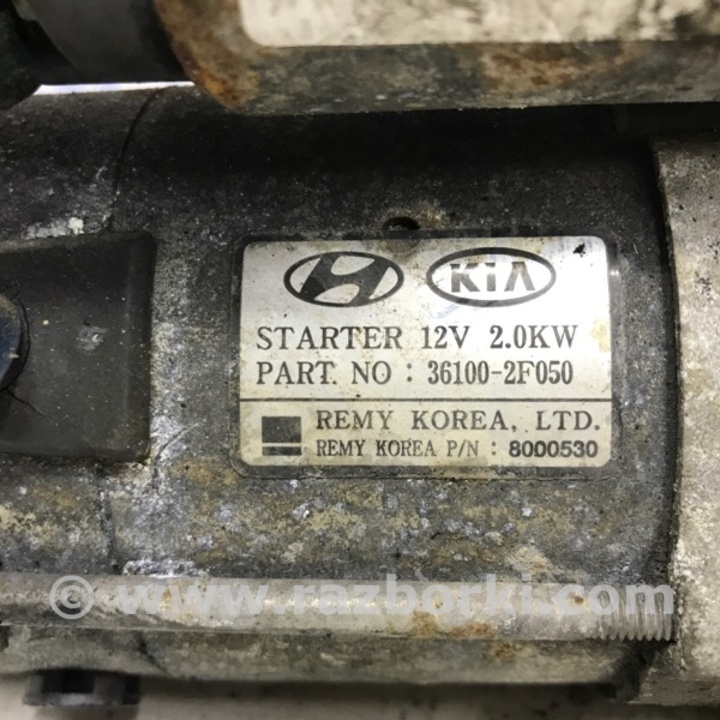 KIA
STARTER 12V 2.0KW
PART. NO : 36100-2F050
REMY KOREA, LTD.
REMY KOREA P/N : 8000530
© www.razborki.com